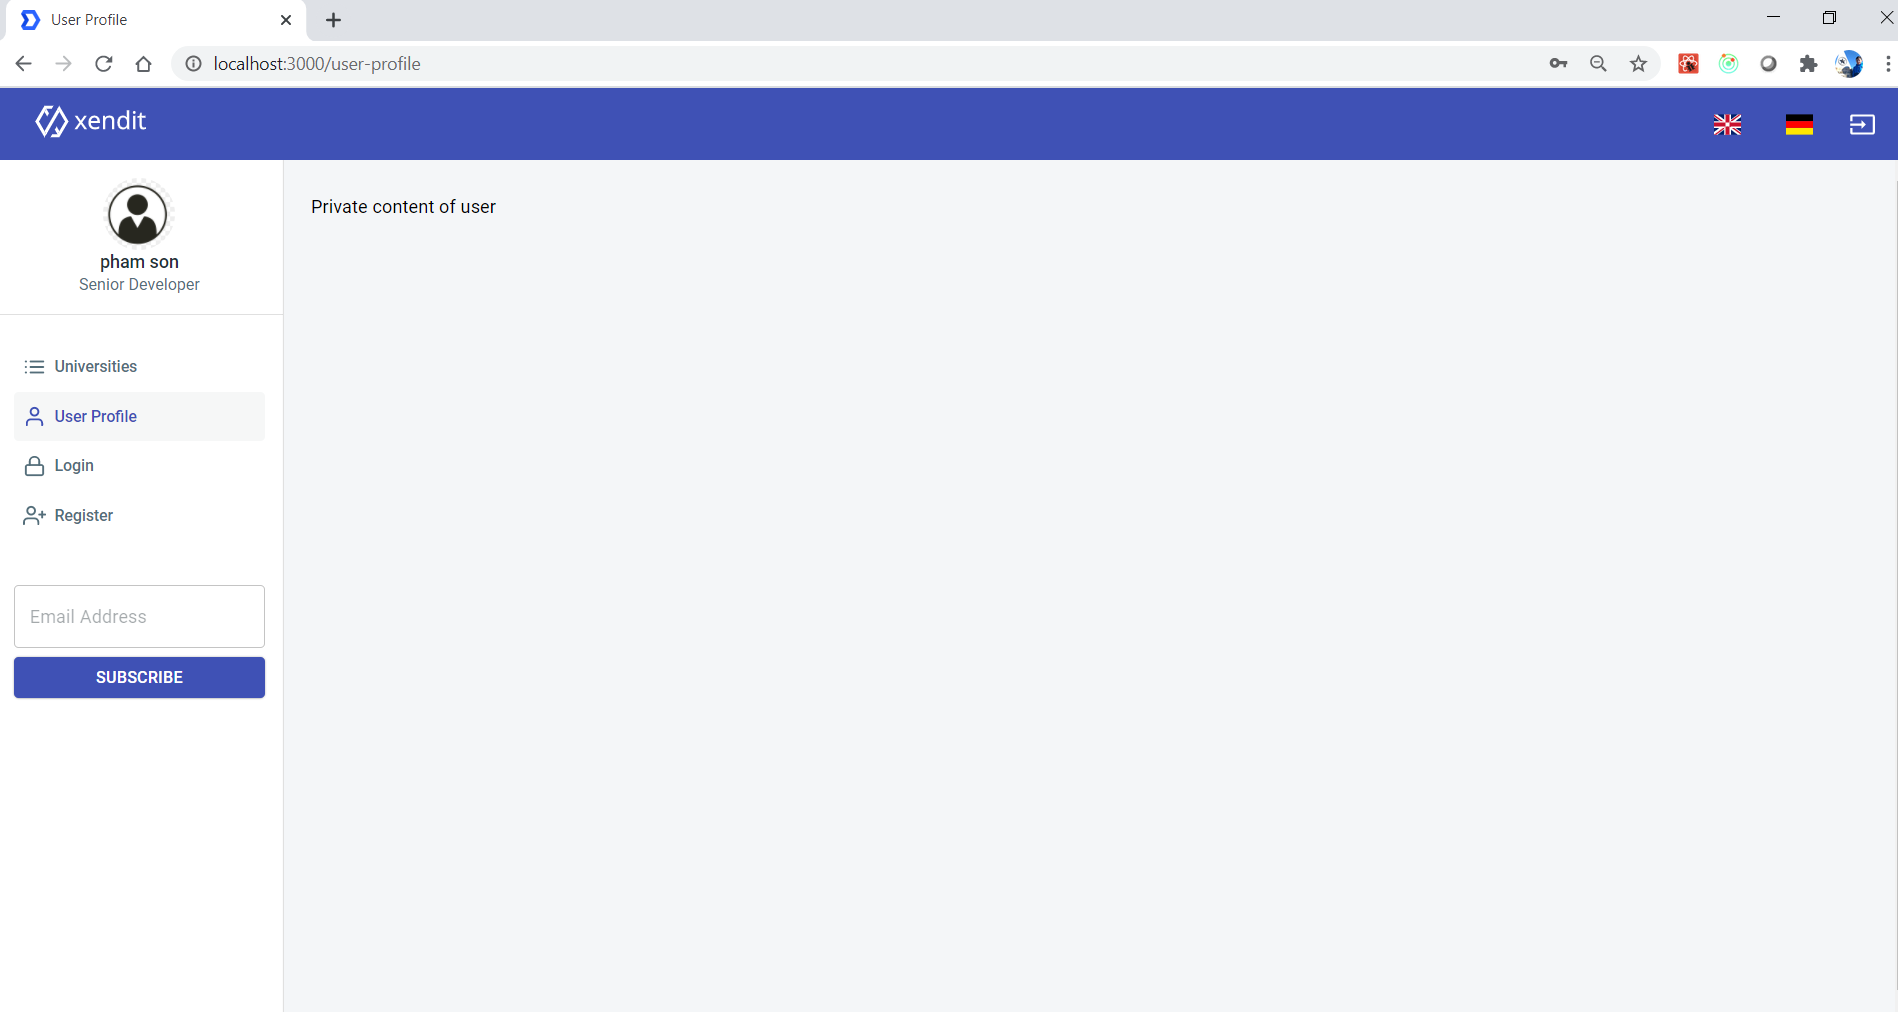 User Profile
localhost:3000/user-profile
xendit
pham son
Senior Developer
Universities
User Profile
Login
Register
Email Address
SUBSCRIBE
Private content of user